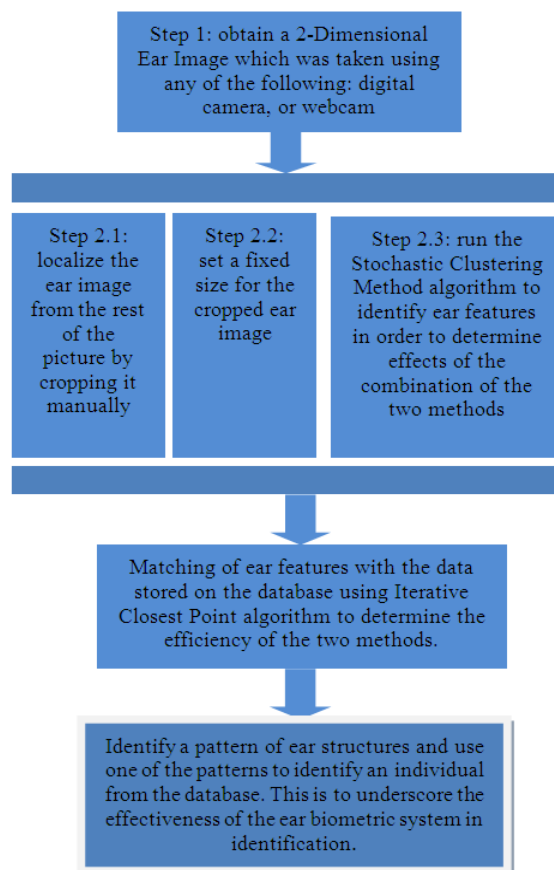 Step 1: obtain a 2-Dimensional
Ear Image which was taken using
any of the following: digital
camera, or webcam
Step 2.1:
localize the
ear image
from the rest
of the
picture by
cropping it
manually
Step 2.2:
set a fixed
size for the
cropped ear
image
Step 2.3: run the
Stochastic Clustering
Method algorithm to
identify ear features
in order to determine
effects of the
combination of the
two methods
Matching of ear features with the data
stored on the database using Iterative
Closest Point algorithm to determine the
efficiency of the two methods.
Identify a pattern of ear structures and use
one of the patterns to identify an individual
from the database. This is to underscore the
effectiveness of the ear biometric system in
identification.